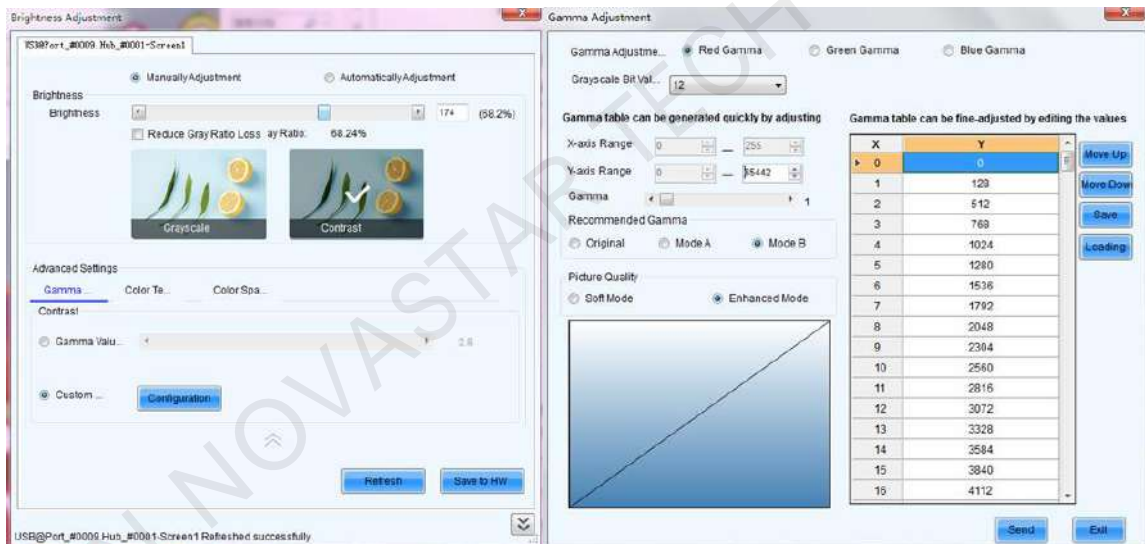 Brightness Adjustment
USB@Port_#0009.Hub_#0001-Screen1
Manually Adjustment Automatically Adjustment
Brightness
Brightness 174 (68.2%)
Reduce Gray Ratio Loss ay Ratio: 68.24%
Grayscale Contrast
Advanced Settings
Gamma ... Color Te... Color Spa...
Contrast
Gamma Valu... 2.8
Custom ... Configuration
Refresh Save to HW
USB@Port_#0009.Hub_#0001-Screen1 Refreshed successfully
Gamma Adjustment
Gamma Adjustme... Red Gamma Green Gamma Blue Gamma
Grayscale Bit Val... 12
Gamma table can be generated quickly by adjusting
X-axis Range 0 — 255
Y-axis Range 0 — 65442
Gamma 1
Recommended Gamma
Original Mode A Mode B
Picture Quality
Soft Mode Enhanced Mode
Gamma table can be fine-adjusted by editing the values
X Y
0 0
1 128
2 512
3 768
4 1024
5 1280
6 1536
7 1792
8 2048
9 2304
10 2560
11 2816
12 3072
13 3328
14 3584
15 3840
16 4112
Move Up
Move Dow
Save
Loading
Send Exit
NOVASTAR TECH